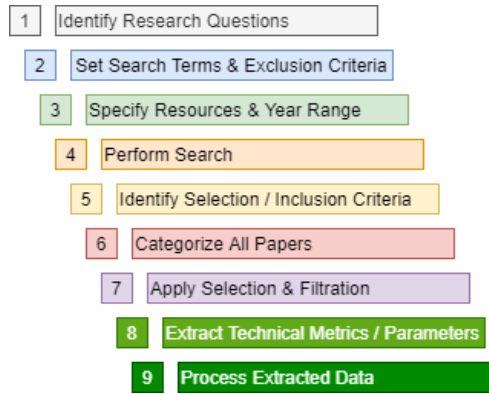 1 Identify Research Questions
2 Set Search Terms & Exclusion Criteria
3 Specify Resources & Year Range
4 Perform Search
5 Identify Selection / Inclusion Criteria
6 Categorize All Papers
7 Apply Selection & Filtration
8 Extract Technical Metrics / Parameters
9 Process Extracted Data